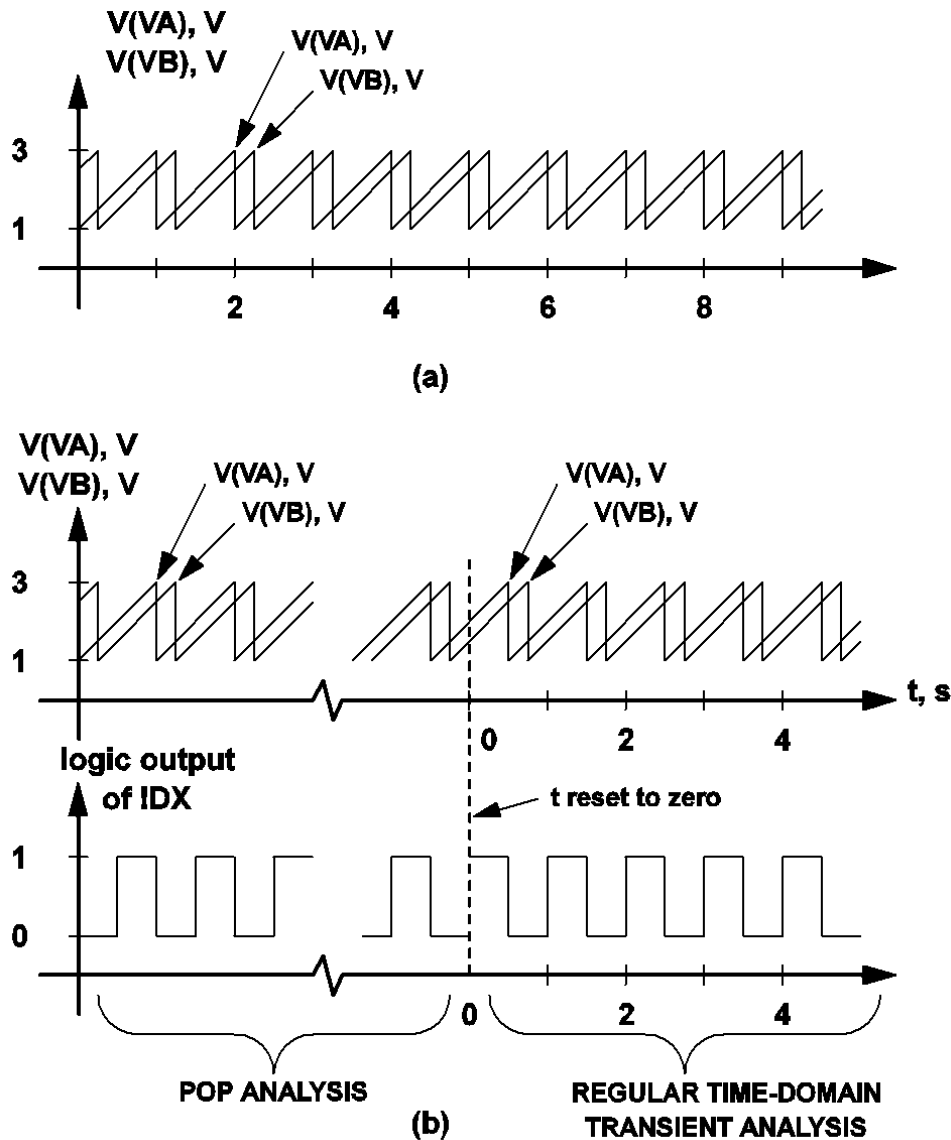 V(VA), V
V(VB), V
V(VA), V
V(VB), V
3
1
2 4 6 8
(a)
V(VA), V
V(VB), V
V(VA), V
V(VB), V
V(VA), V
V(VB), V
3
1
t, s
0 2 4
logic output
of !DX
t reset to zero
1
0
0 2 4
POP ANALYSIS
REGULAR TIME-DOMAIN
TRANSIENT ANALYSIS
(b)